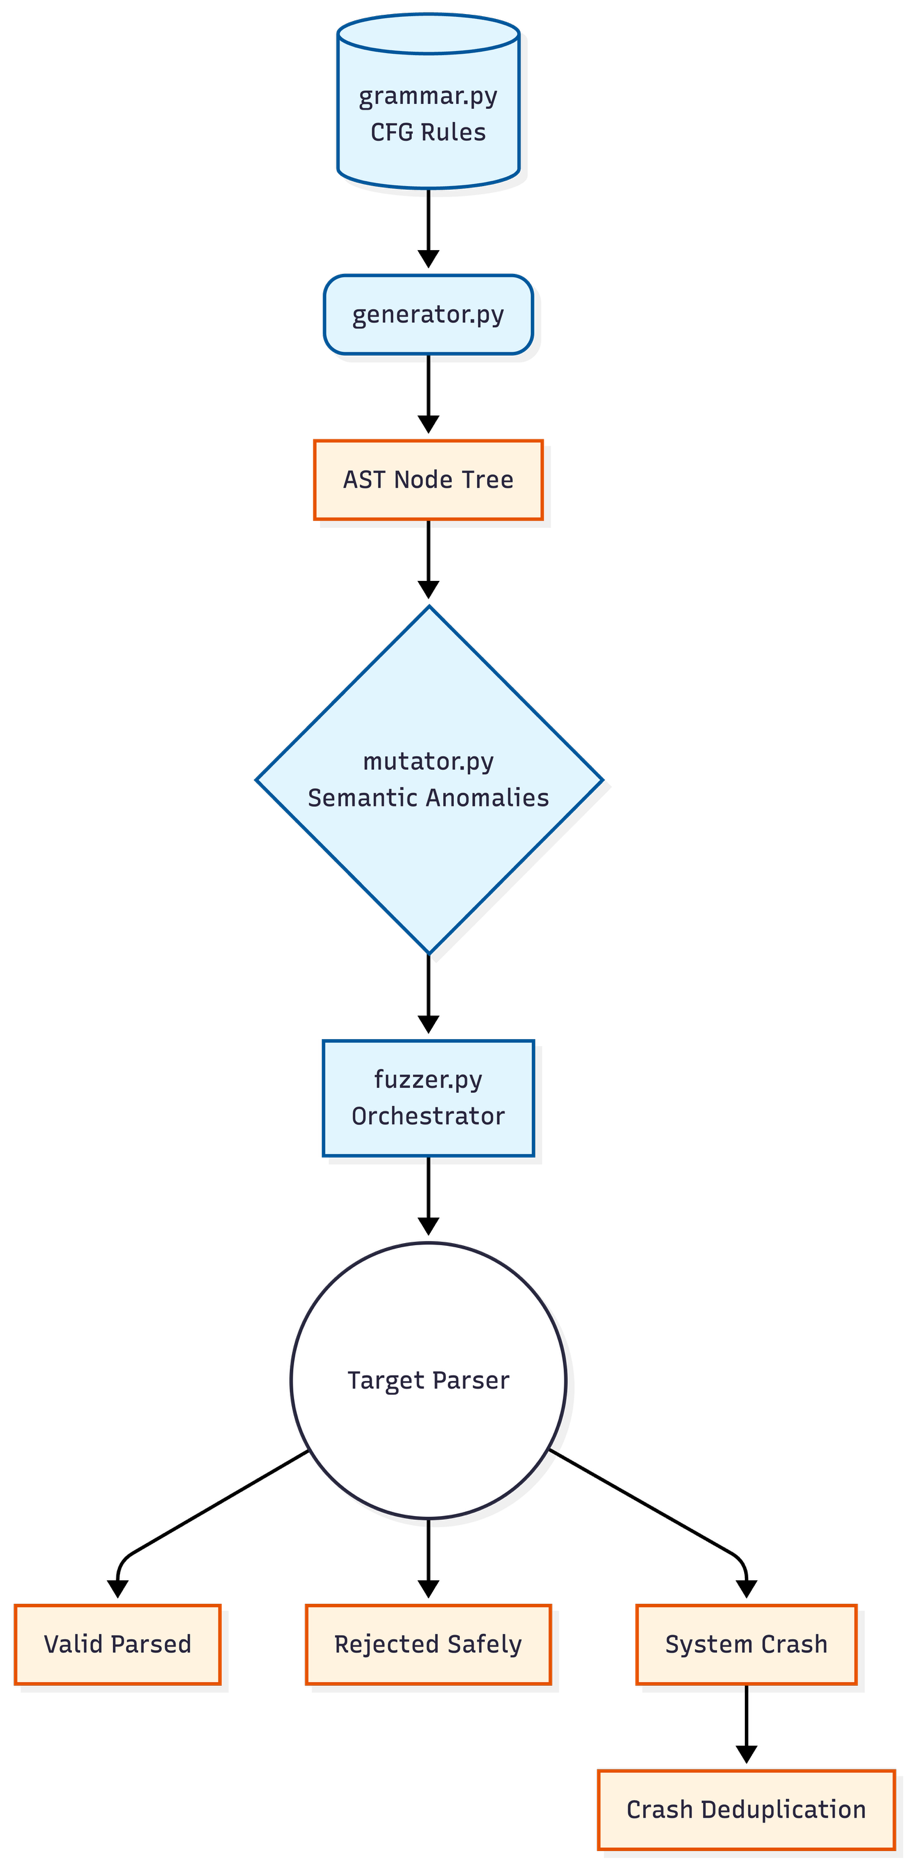 grammar.py
CFG Rules
generator.py
AST Node Tree
mutator.py
Semantic Anomalies
fuzzer.py
Orchestrator
Target Parser
Valid Parsed
Rejected Safely
System Crash
Crash Deduplication